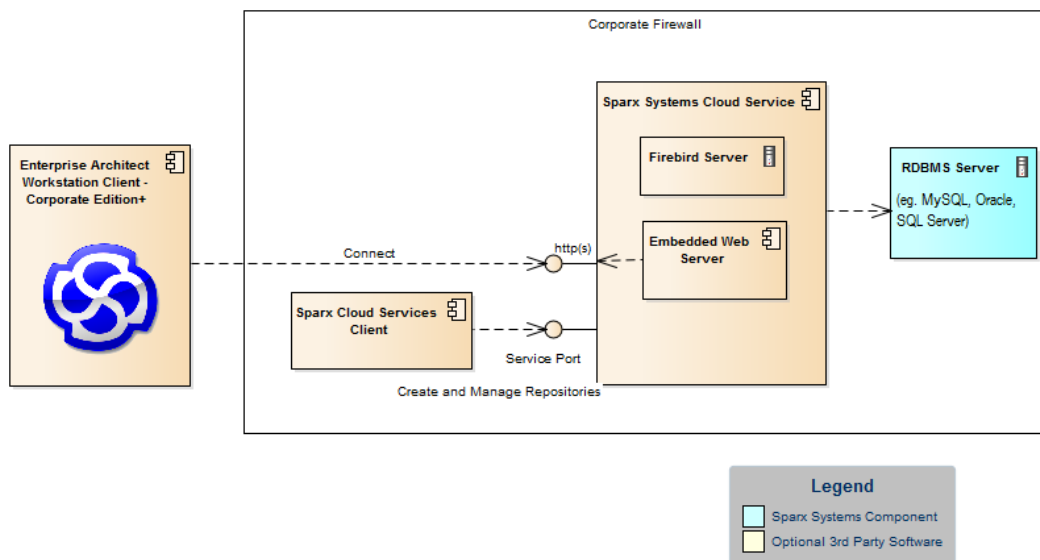 Corporate Firewall
Sparx Systems Cloud Service
Firebird Server
Enterprise Architect
Workstation Client -
Corporate Edition+
RDBMS Server
(eg. MySQL, Oracle,
SQL Server)
http(s)
Embedded Web
Server
Connect
Sparx Cloud Services
Client
Service Port
Create and Manage Repositories
Legend
Sparx Systems Component
Optional 3rd Party Software